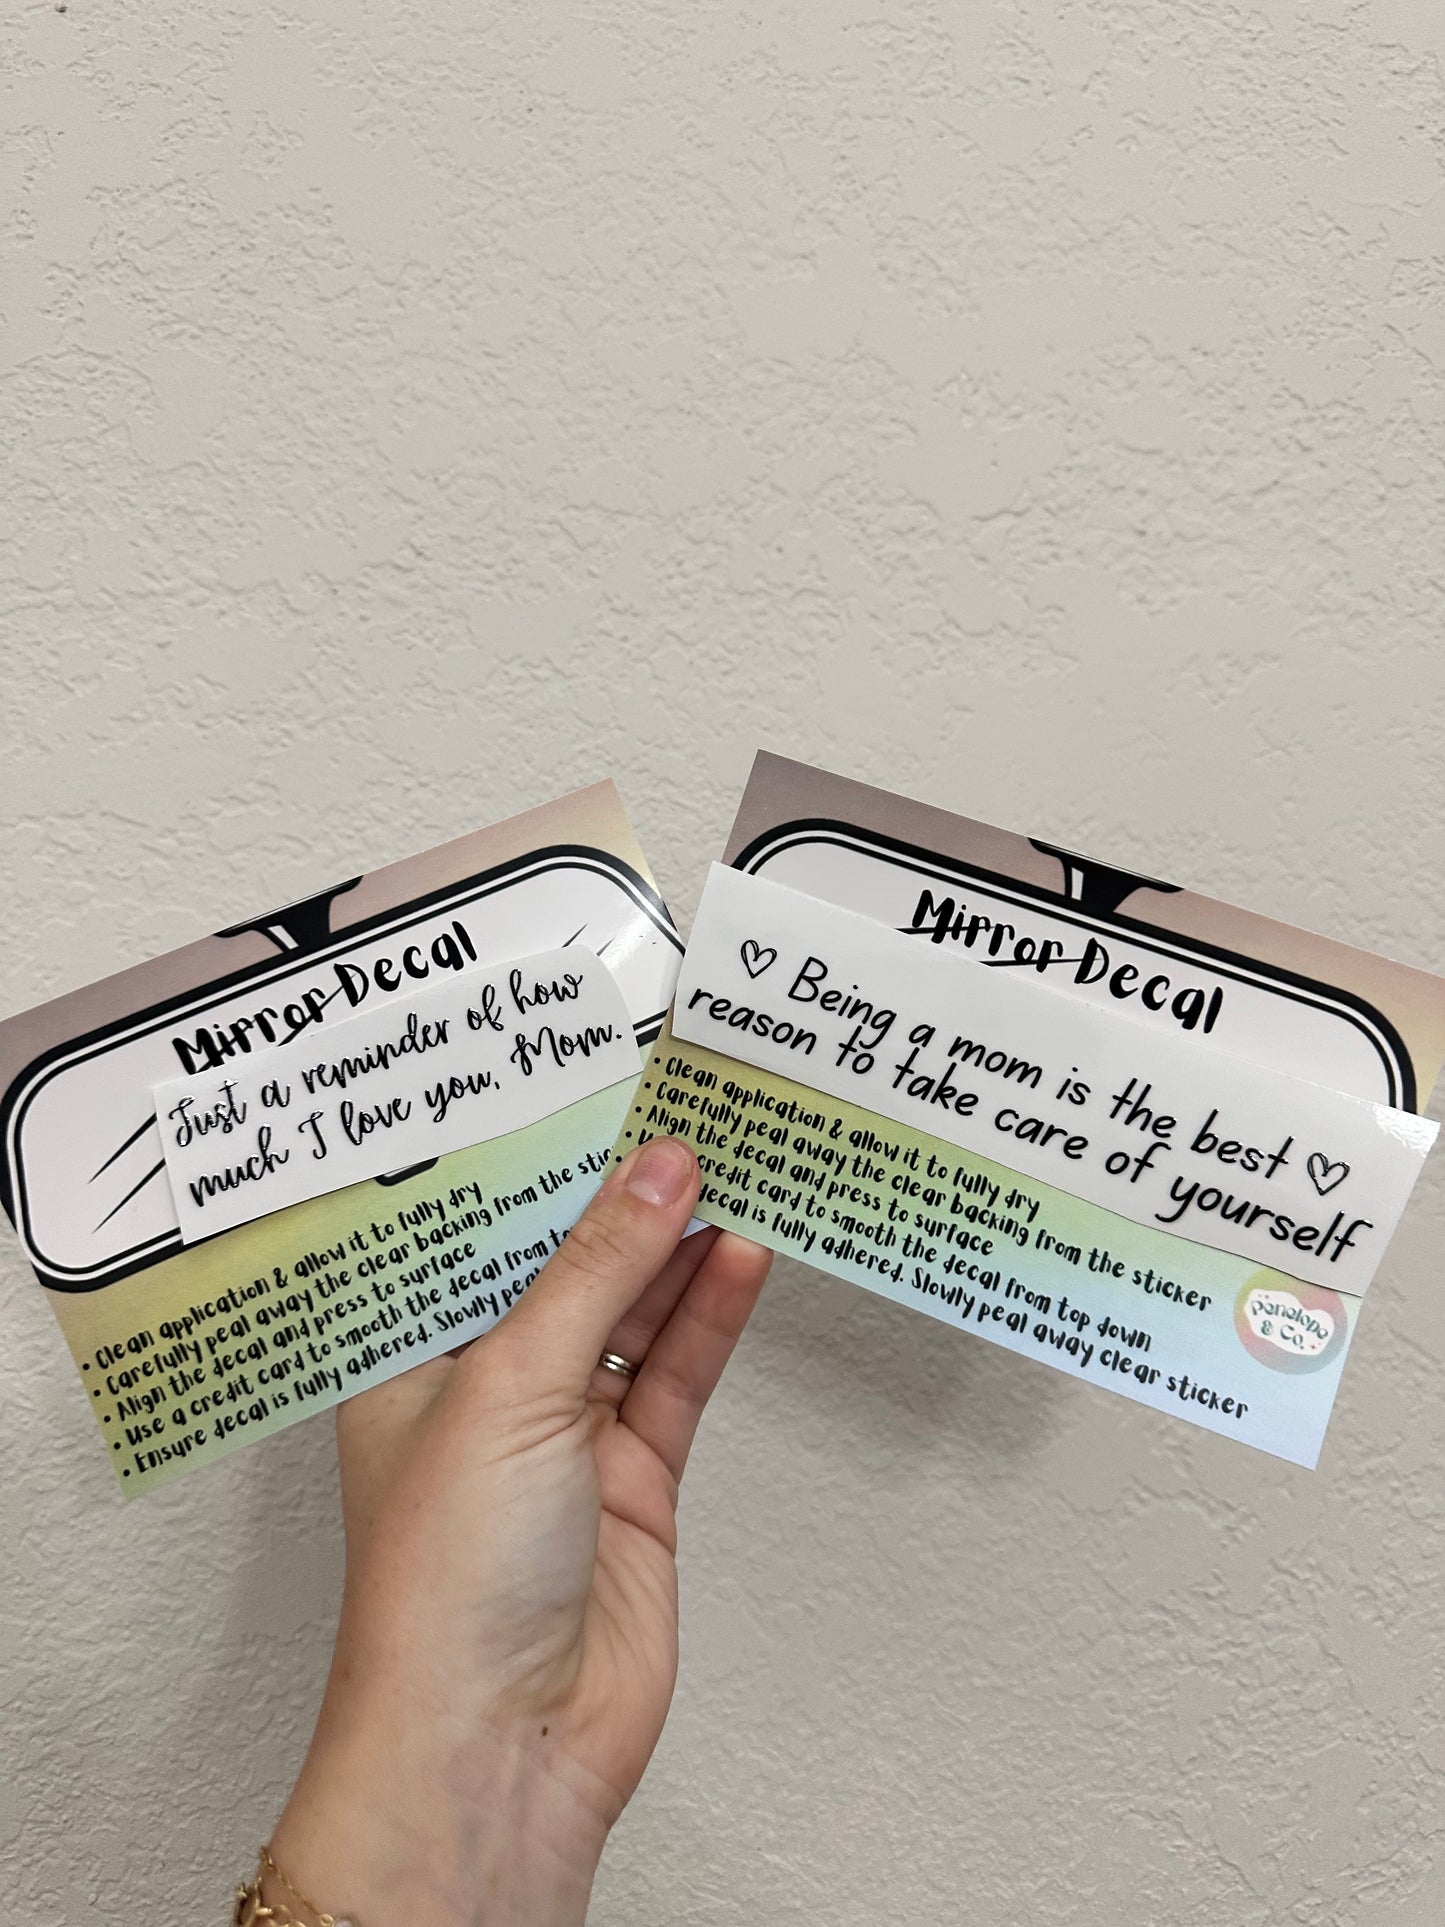 Mirror Decal
Just a reminder of how
much I love you, Mom.
• Clean application & allow it to fully dry
• Carefully peal away the clear backing from the
• Align the decal and press to surface
• Use a credit card to smooth the decal from
• Ensure decal is fully adhered. Slowly
Mirror Decal
♡ Being a mom is the best ♡
reason to take care of yourself
• Clean application & allow it to fully dry
• Carefully peal away the clear backing from the sticker
• Align the decal and press to surface
credit card to smooth the decal from top down
decal is fully adhered. Slowly peal away clear sticker
Penelope
& Co.